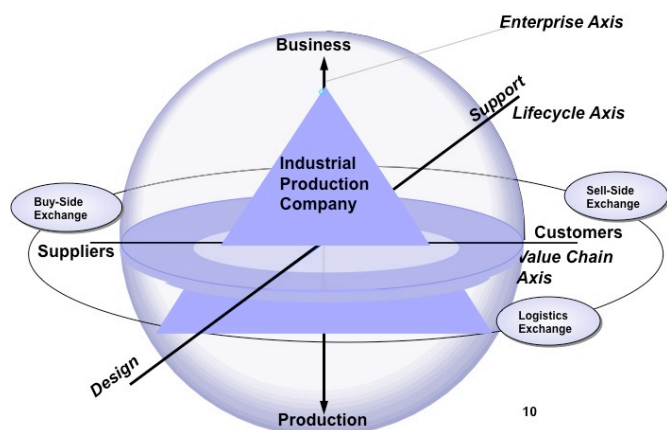 Enterprise Axis
Business
Support
Lifecycle Axis
Industrial
Production
Company
Buy-Side
Exchange
Sell-Side
Exchange
Suppliers
Customers
Value Chain
Axis
Logistics
Exchange
Design
Production
10